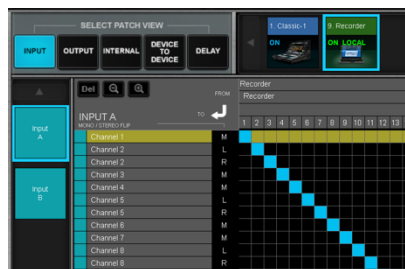 SELECT PATCH VIEW
INPUT
OUTPUT
INTERNAL
DEVICE
TO
DEVICE
DELAY
1. Classic-1
ON
9. Recorder
ON LOCAL
Input
A
Input
B
Del
FROM
INPUT A
TO
MONO / STEREO FLIP
Recorder
Recorder
1 2 3 4 5 6 7 8 9 10 11 12 13
Channel 1 M
Channel 2 L
Channel 2 R
Channel 3 M
Channel 4 M
Channel 5 L
Channel 5 R
Channel 6 M
Channel 7 M
Channel 8 L
Channel 8 R